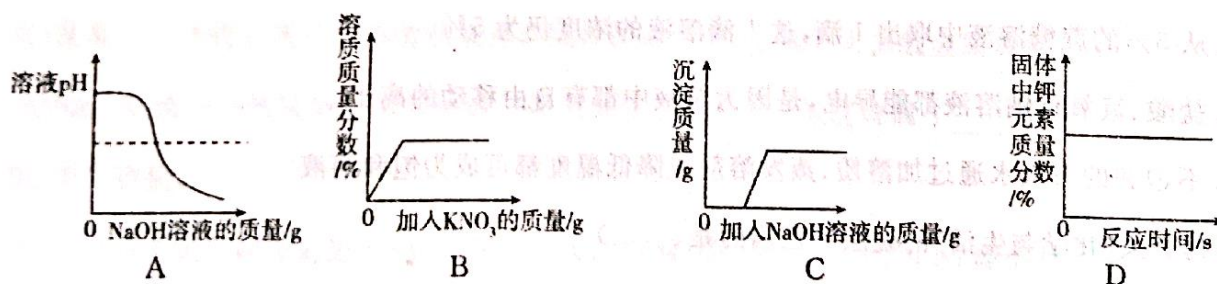 溶液pH
0 NaOH溶液的质量/g
A
溶质质量分数/%
0 加入KNO₃的质量/g
B
沉淀质量/g
0 加入NaOH溶液的质量/g
C
固体中钾元素质量分数/%
0 反应时间/s
D